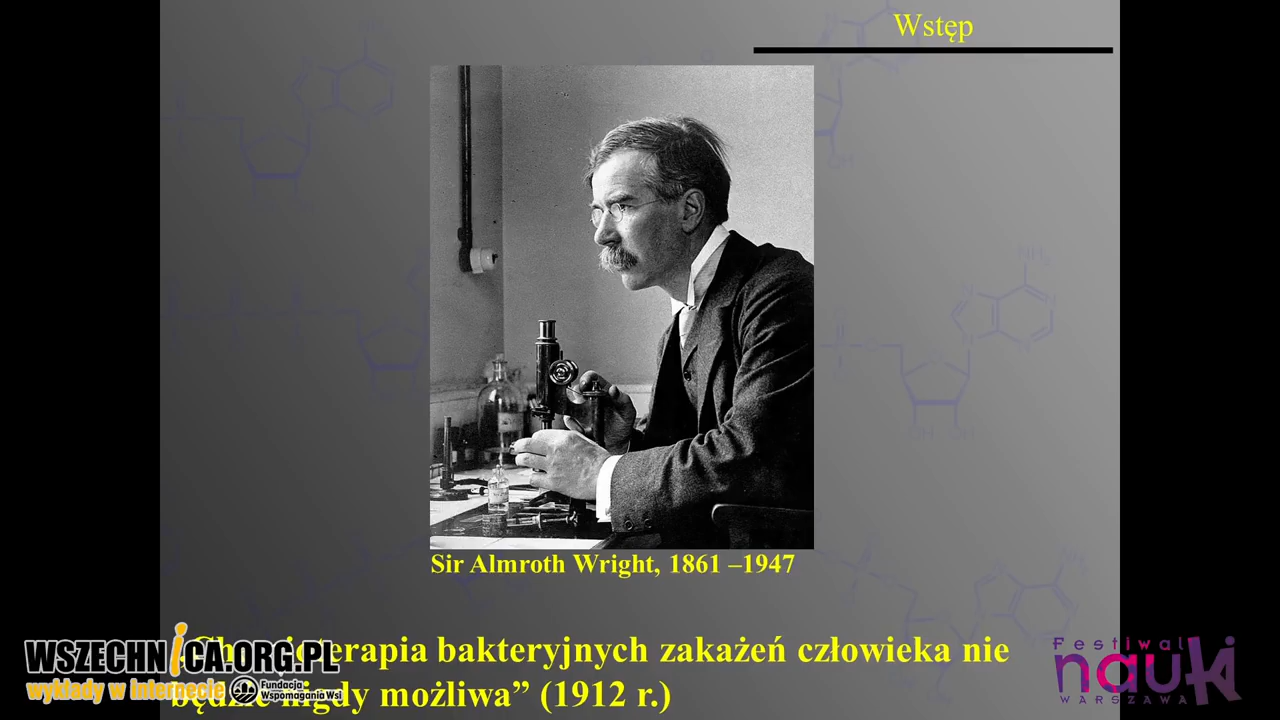 Wstęp
Sir Almroth Wright, 1861 –1947
bakteryjnych zakażeń człowieka nie
nigdy możliwa” (1912 r.)
WSZECHNICA.ORG.PL
wykłady w internecie
Fundacja
Wspomagania Wsi
Festiwal
nauki
WARSZAWA